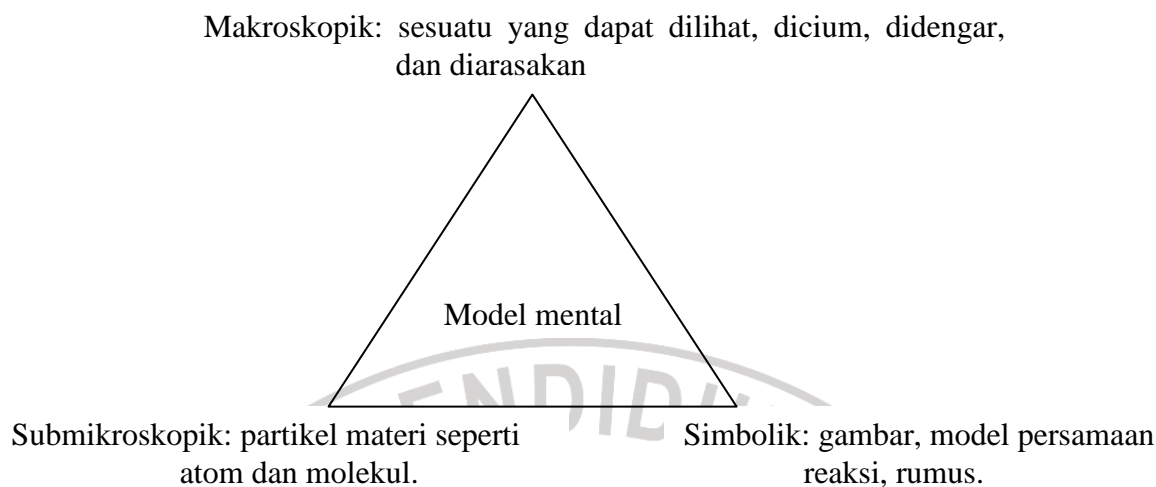 Makroskopik: sesuatu yang dapat dilihat, dicium, didengar,
dan diarasakan
Model mental
Submikroskopik: partikel materi seperti
atom dan molekul.
Simbolik: gambar, model persamaan
reaksi, rumus.